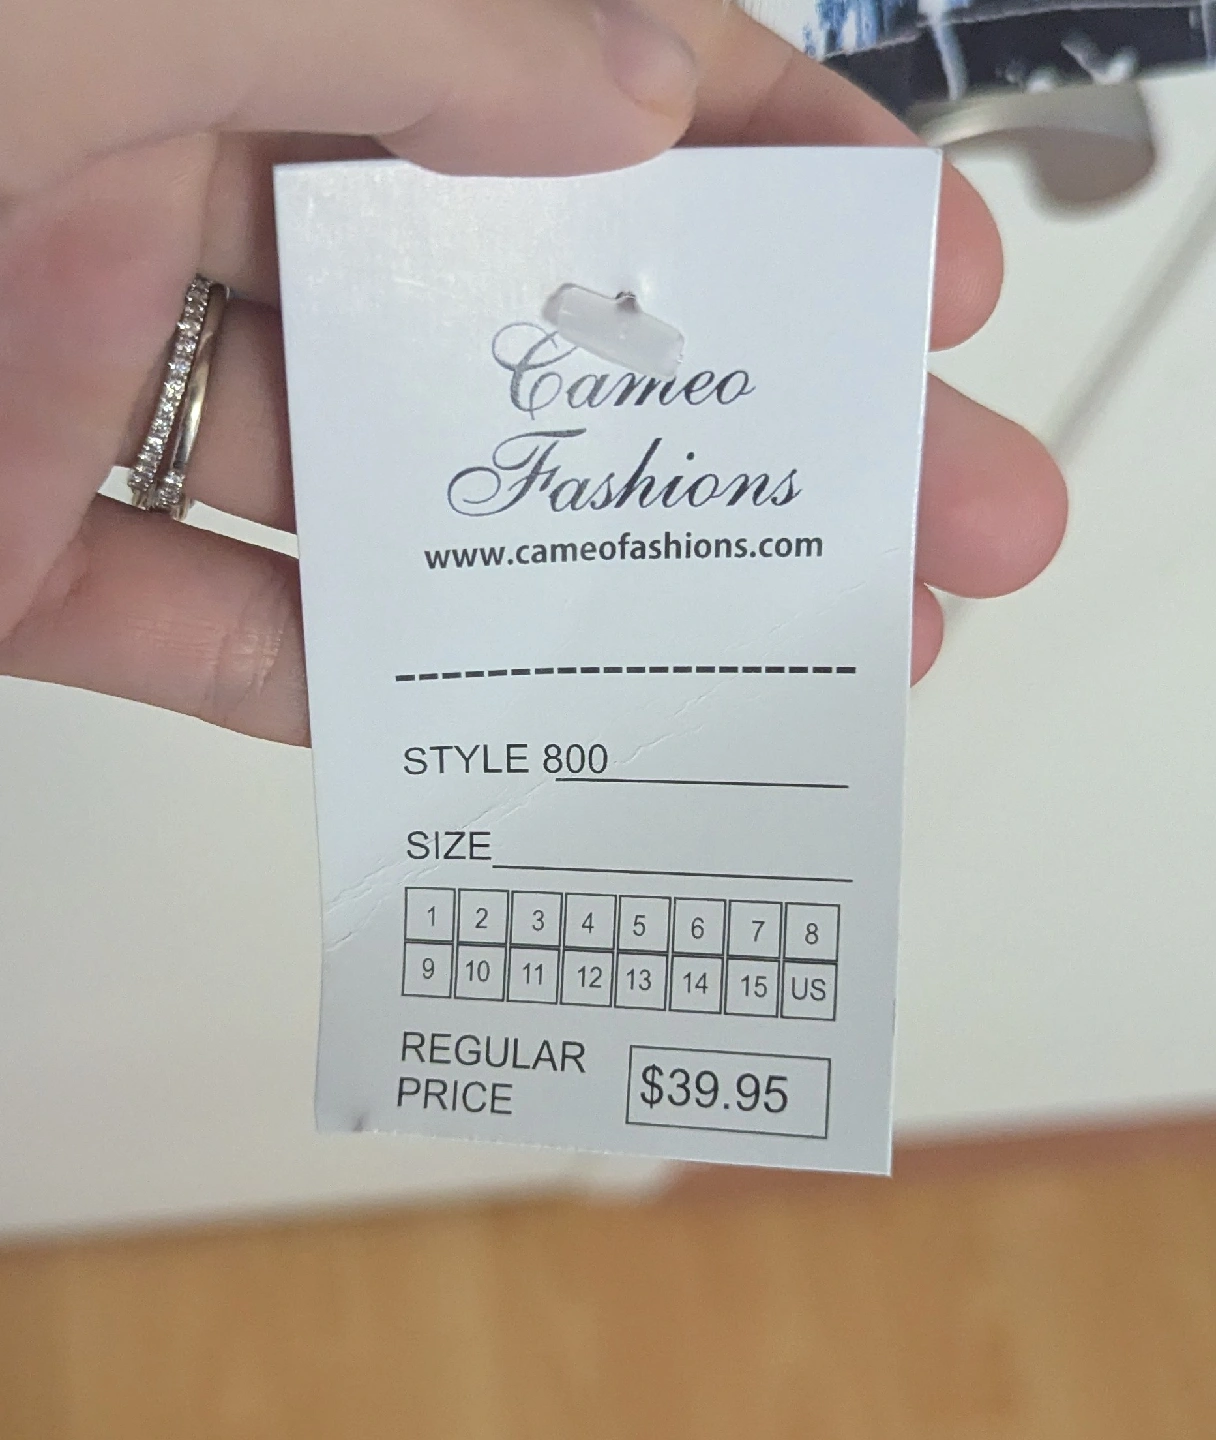 Cameo
Fashions
www.cameofashions.com
STYLE 800
SIZE
1 2 3 4 5 6 7 8
9 10 11 12 13 14 15 US
REGULAR
PRICE
$39.95